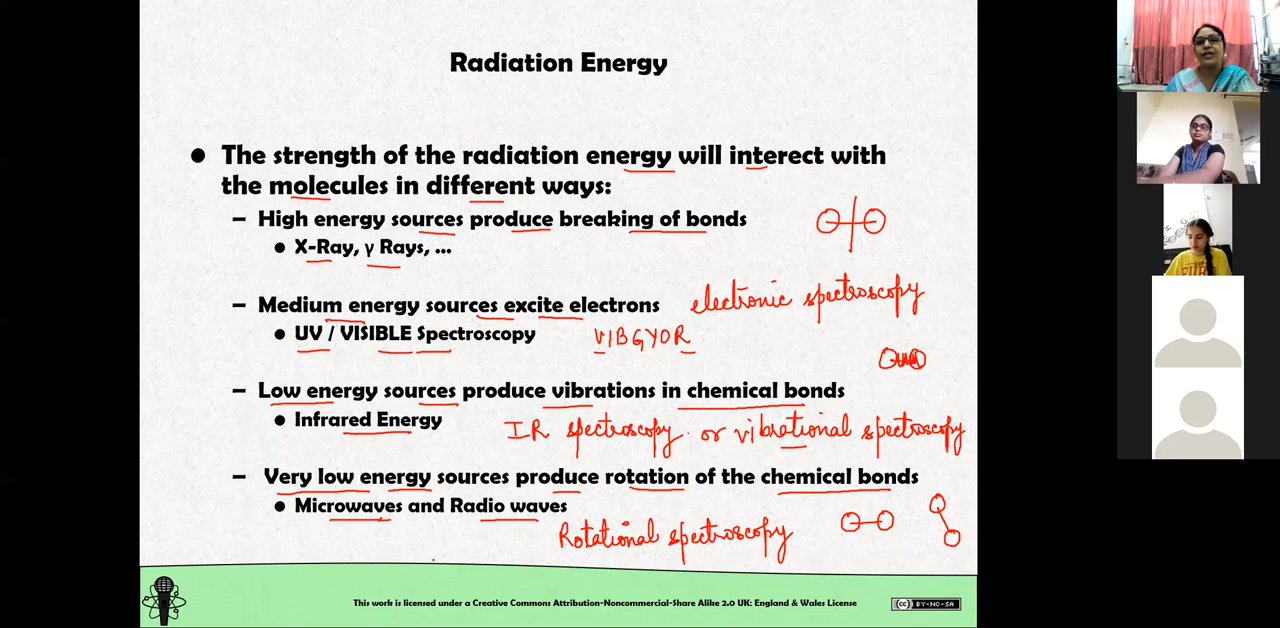 Radiation Energy
● The strength of the radiation energy will interect with
the molecules in different ways:
– High energy sources produce breaking of bonds
● X-Ray, γ Rays, ...
– Medium energy sources excite electrons
electronic spectroscopy
● UV / VISIBLE Spectroscopy
VIBGYOR
– Low energy sources produce vibrations in chemical bonds
● Infrared Energy
IR spectroscopy. or vibrational spectroscopy
– Very low energy sources produce rotation of the chemical bonds
● Microwaves and Radio waves
Rotational spectroscopy
This work is licensed under a Creative Commons Attribution-Noncommercial-Share Alike 2.0 UK: England & Wales License
cc BY-NC-SA